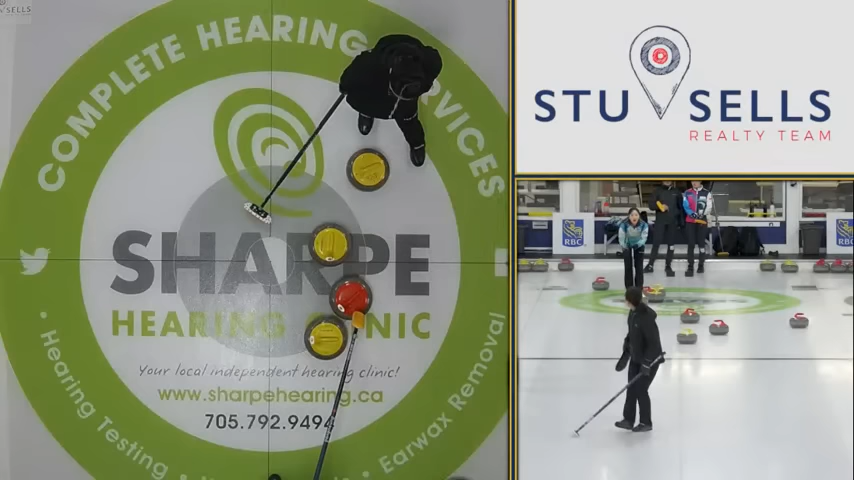 SELLS
COMPLETE HEARING SERVICES
SHARPE
HEARING CLINIC
Your local independent hearing clinic!
www.sharpehearing.ca
705.792.9494
Hearing Testing
Earwax Removal
STU SELLS
REALTY TEAM
RBC
RBC